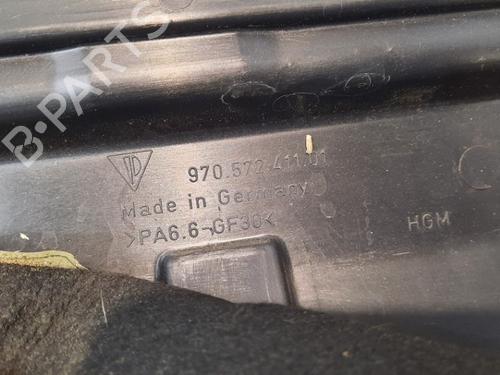 B-PARTS
970.572.411.01
Made in Germany
>PA6.6-GF30<
HGM